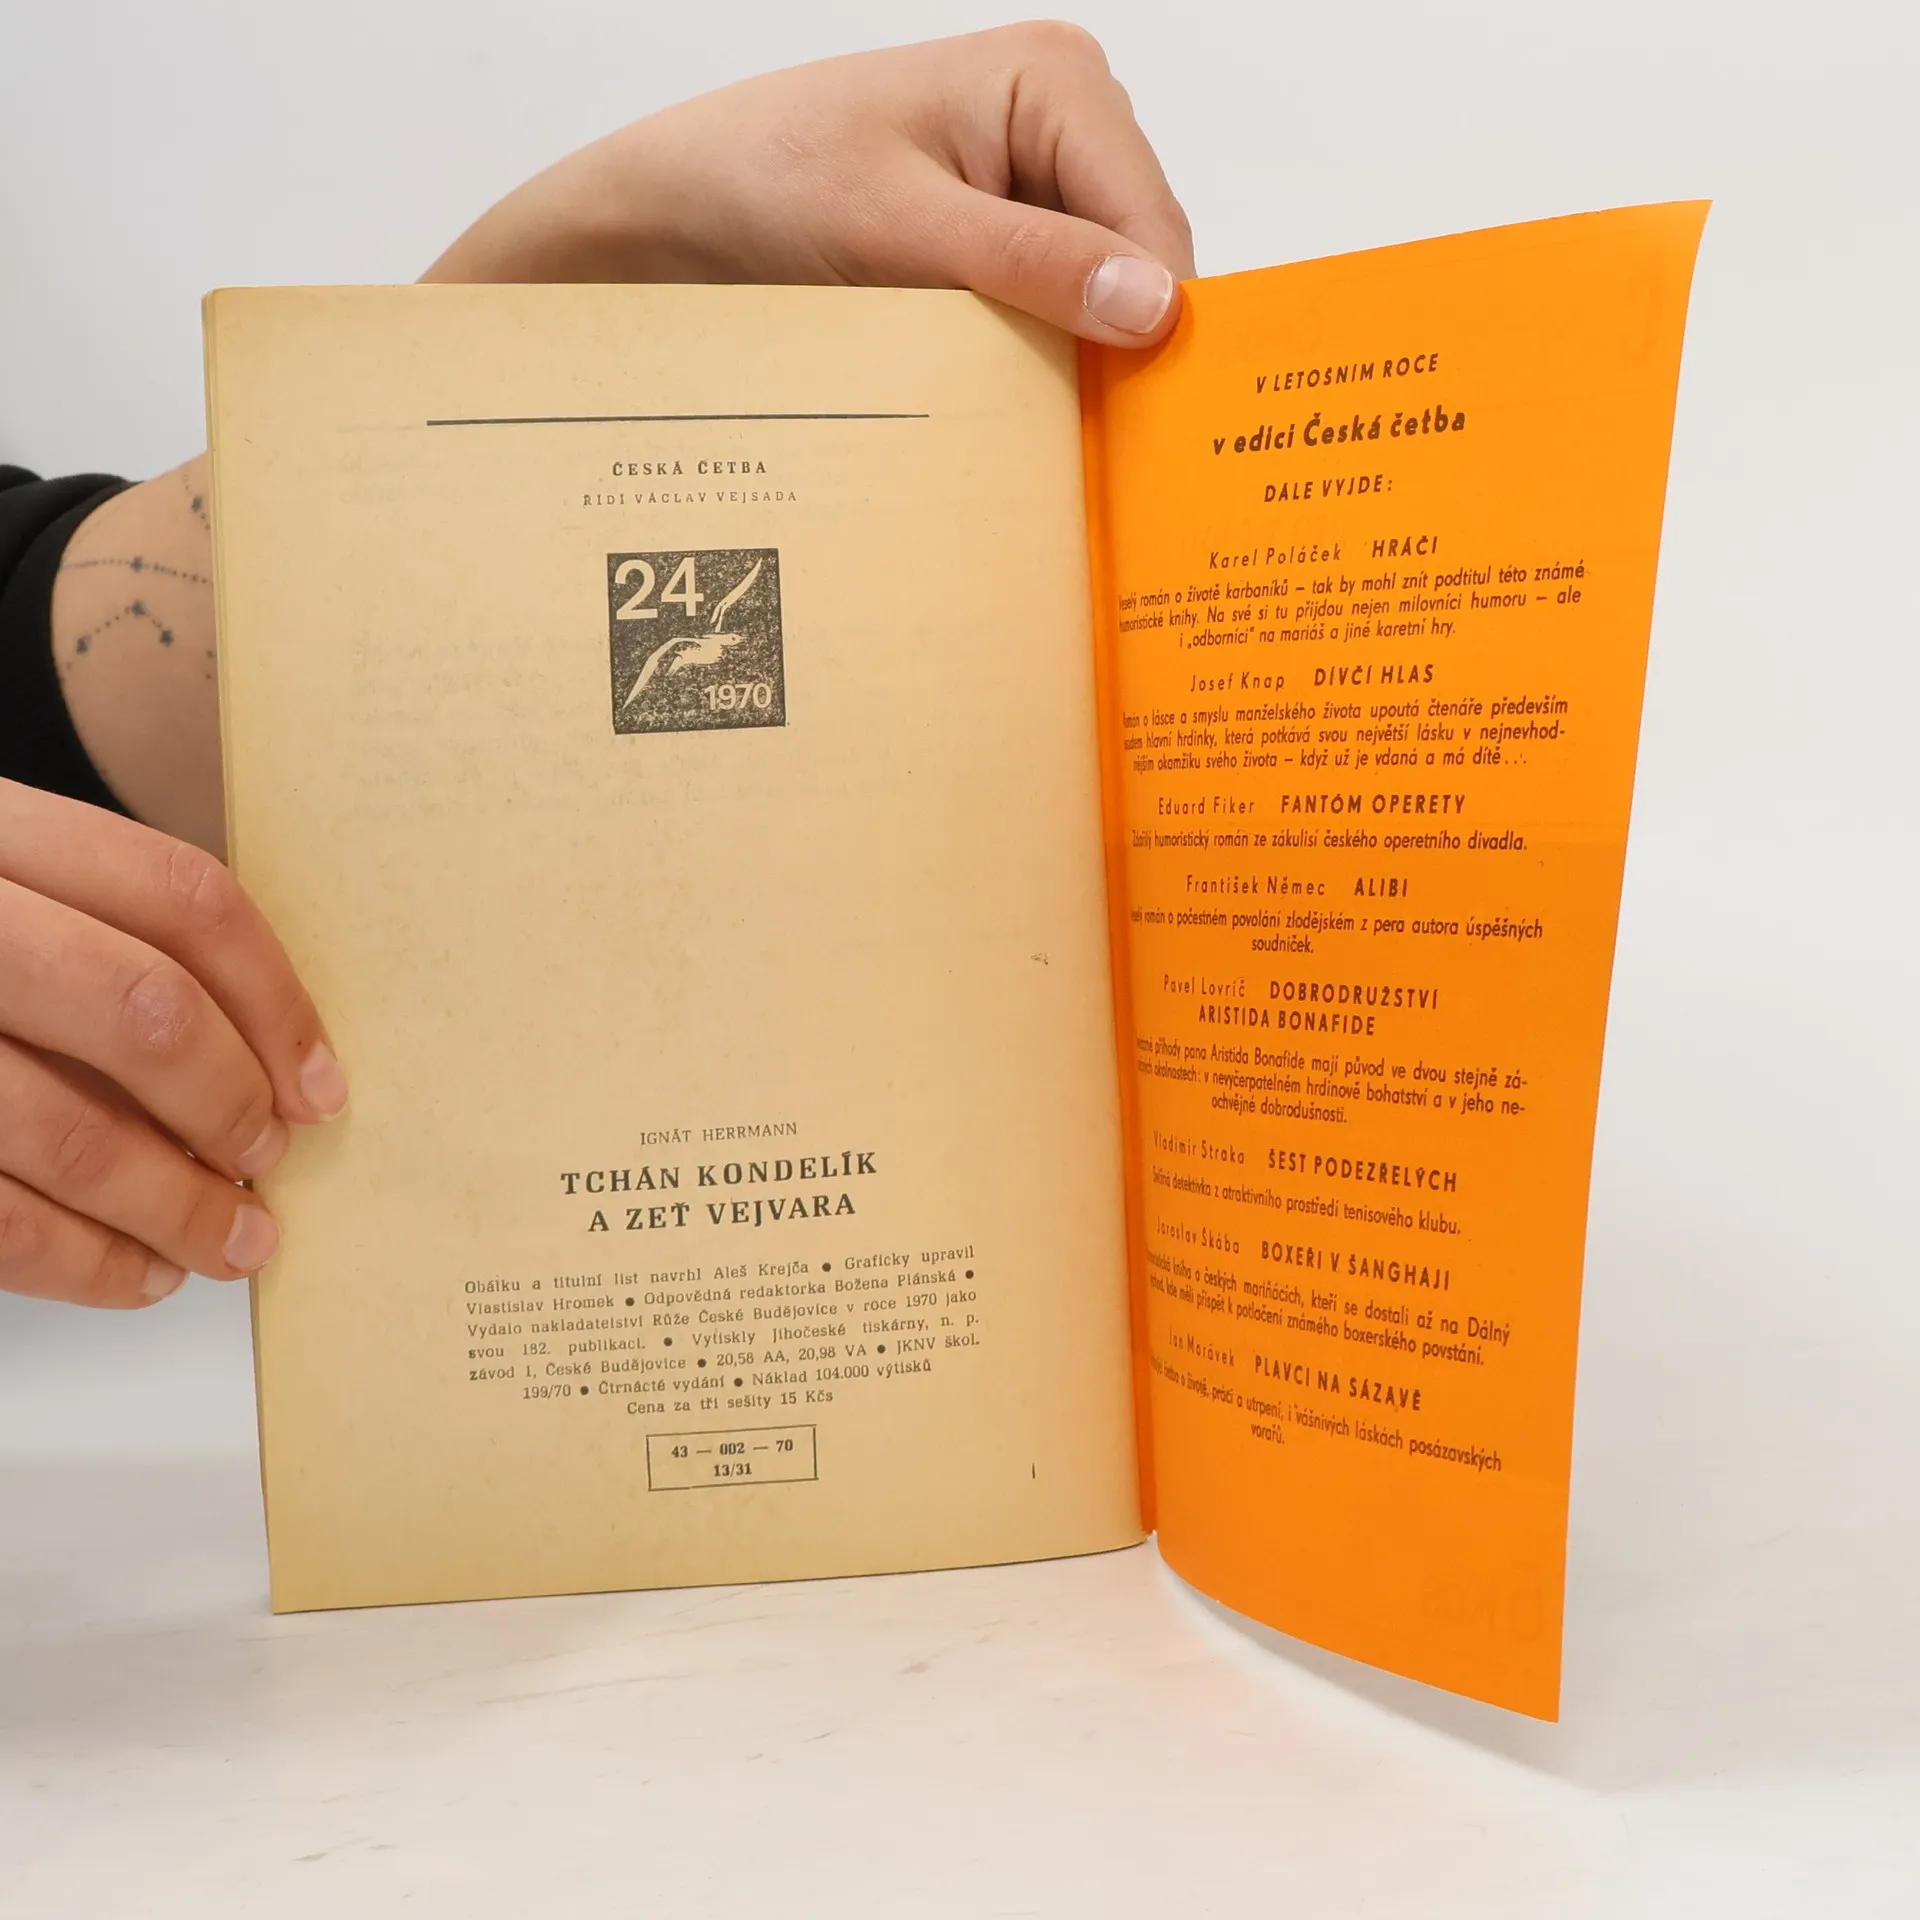 ČESKÁ ČETBA
ŘÍDÍ VÁCLAV VEJSADA
24
1970
IGNÁT HERRMANN
TCHÁN KONDELÍK
A ZEŤ VEJVARA
Obálku a titulní list navrhl Aleš Krejča ● Graficky upravil
Vlastislav Hromek ● Odpovědná redaktorka Božena Plánská ●
Vydalo nakladatelství Růže České Budějovice v roce 1970 jako
svou 182. publikaci. ● Vytiskly Jihočeské tiskárny, n. p.
závod 1, České Budějovice ● 20,58 AA, 20,98 VA ● JKNV škol.
199/70 ● Čtrnácté vydání ● Náklad 104.000 výtisků
Cena za tři sešity 15 Kčs
43 — 002 — 70
13/31
V LETOŠNÍM ROCE
v edici Česká četba
DÁLE VYJDE:
Karel Poláček HRÁČI
Veselý román o životě karbaníků – tak by mohl znít podtitul této známé
humoristické knihy. Na své si tu přijdou nejen milovníci humoru – ale
i „odborníci" na mariáš a jiné karetní hry.
Josef Knap DÍVČÍ HLAS
Román o lásce a smyslu manželského života upoutá čtenáře především
osudem hlavní hrdinky, která potkává svou největší lásku v nejnevhod-
nějším okamžiku svého života – když už je vdaná a má dítě...
Eduard Fiker FANTÓM OPERETY
Zdařilý humoristický román ze zákulisí českého operetního divadla.
František Němec ALIBI
Veselý román o počestném povolání zlodějském z pera autora úspěšných
soudniček.
Pavel Lovrič DOBRODRUŽSTVÍ
ARISTIDA BONAFIDE
příhody pana Aristida Bonafide mají původ ve dvou stejně zá-
okolnostech: v nevyčerpatelném hrdinově bohatství a v jeho ne-
ochvějné dobrodušnosti.
Vladimír Straka ŠEST PODEZŘELÝCH
detektivka z atraktivního prostředí tenisového klubu.
Jaroslav Škába BOXEŘI V ŠANGHAJI
kniha o českých mariňácích, kteří se dostali až na Dálný
východ, kde měli přispět k potlačení známého boxerského povstání.
Jan Morávek PLAVCI NA SÁZAVĚ
četba o životě, práci a utrpení, i vášnivých láskách posázavských
vorařů.